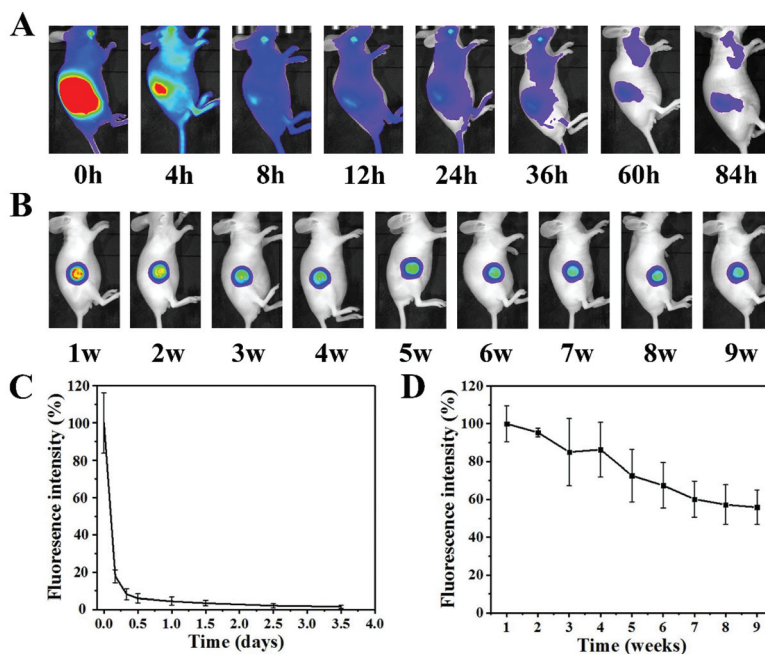 A
0h 4h 8h 12h 24h 36h 60h 84h
B
1w 2w 3w 4w 5w 6w 7w 8w 9w
C
Fluoresence intensity (%)
120
100
80
60
40
20
0
0.0 0.5 1.0 1.5 2.0 2.5 3.0 3.5 4.0
Time (days)
D
Fluorescence intensity (%)
120
100
80
60
40
20
0
1 2 3 4 5 6 7 8 9
Time (weeks)